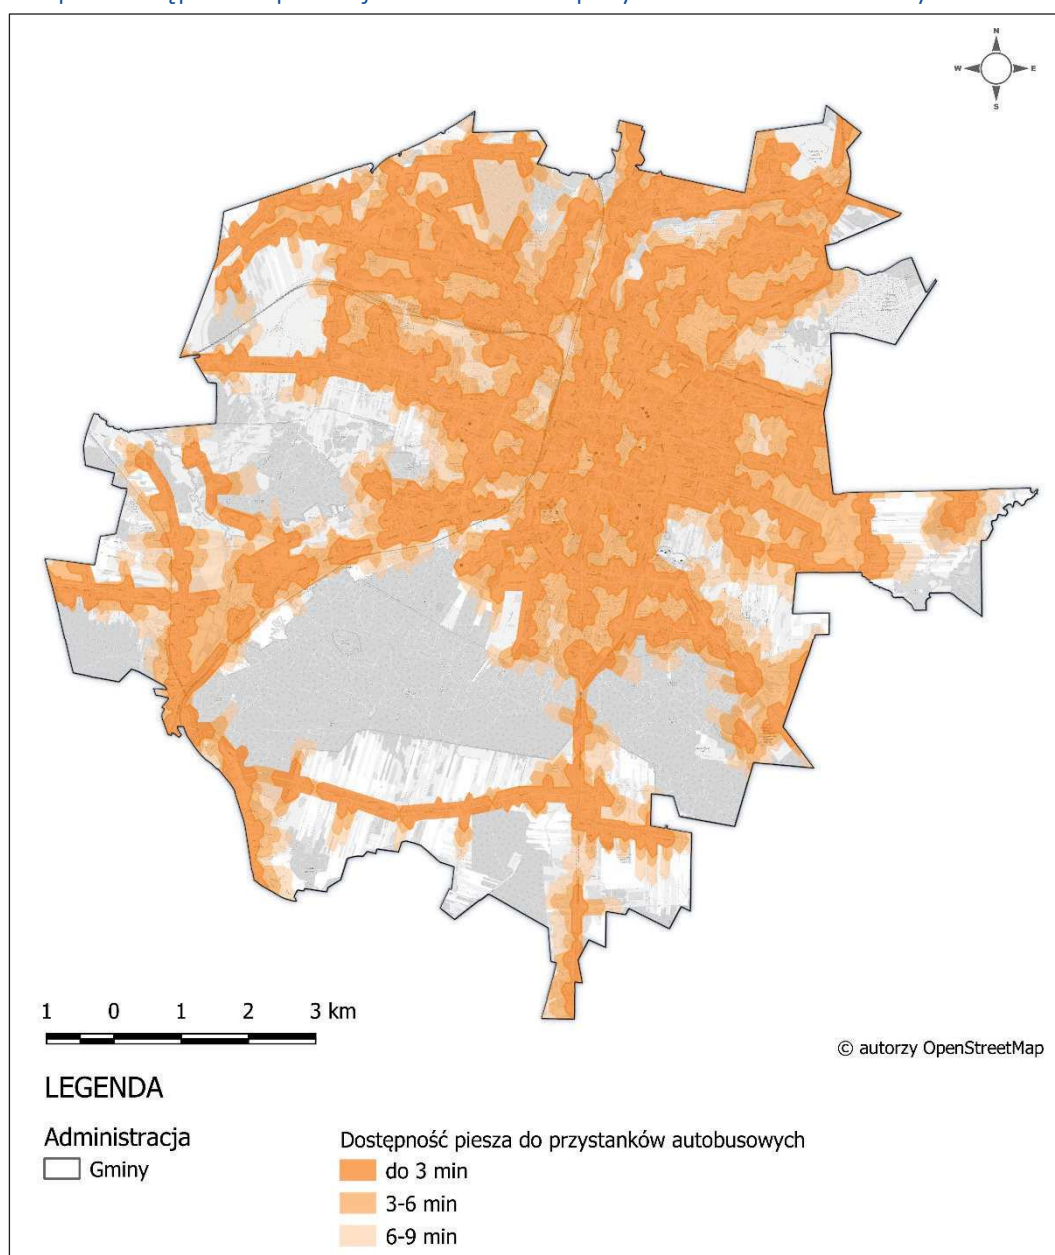 N
W E
S
1 0 1 2 3 km
© autorzy OpenStreetMap
LEGENDA
Administracja
Gminy
Dostępność piesza do przystanków autobusowych
do 3 min
3-6 min
6-9 min